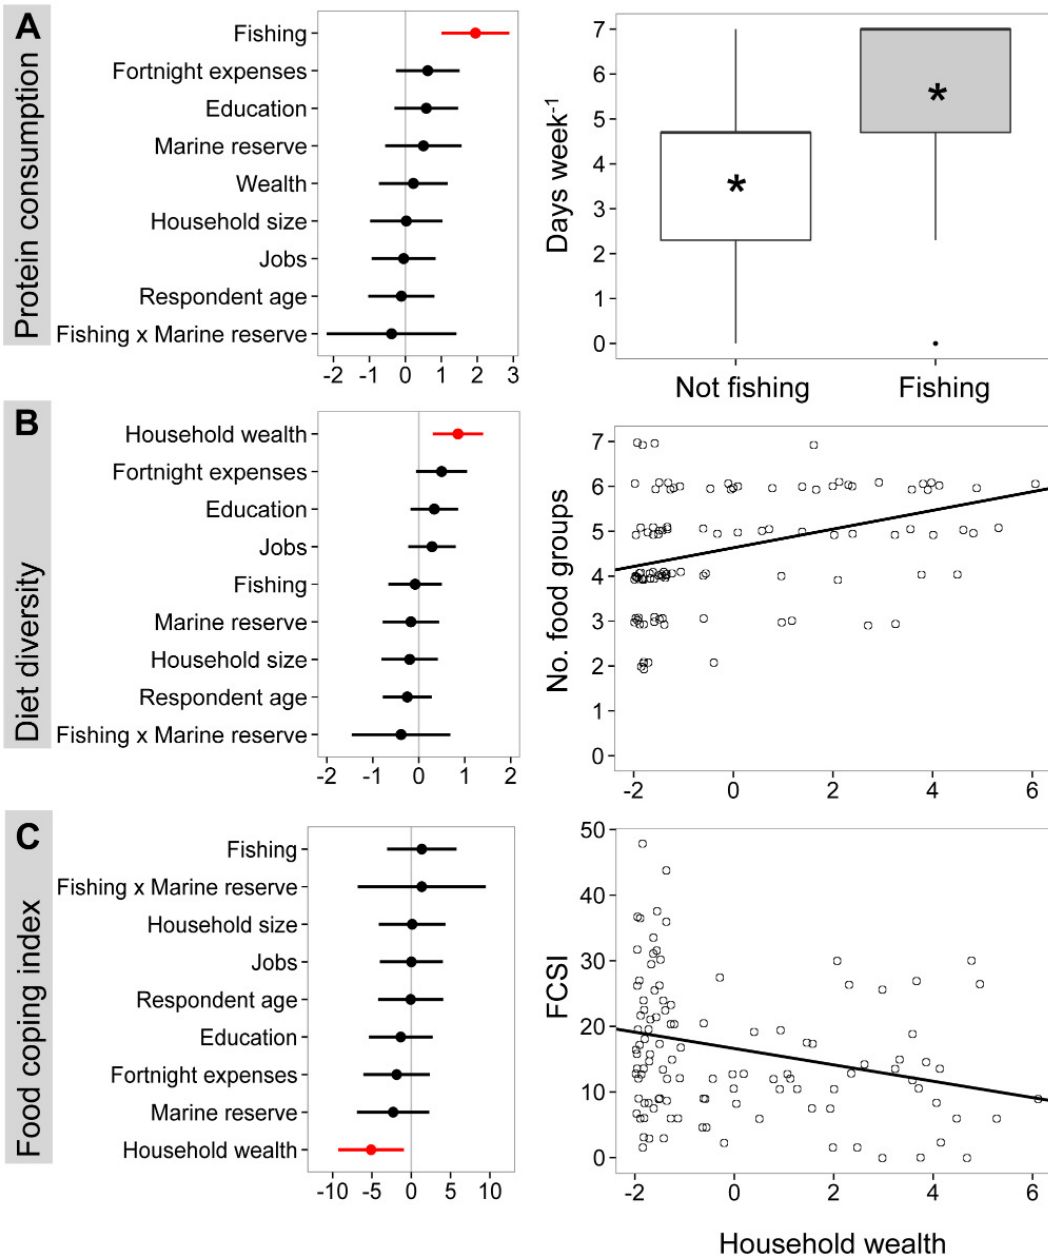 A
Protein consumption
Fishing
Fortnight expenses
Education
Marine reserve
Wealth
Household size
Jobs
Respondent age
Fishing x Marine reserve
-2 -1 0 1 2 3
Days week-1
7
6
5
4
3
2
1
0
*
*
Not fishing Fishing
B
Diet diversity
Household wealth
Fortnight expenses
Education
Jobs
Fishing
Marine reserve
Household size
Respondent age
Fishing x Marine reserve
-2 -1 0 1 2
No. food groups
7
6
5
4
3
2
1
0
-2 0 2 4 6
C
Food coping index
Fishing
Fishing x Marine reserve
Household size
Jobs
Respondent age
Education
Fortnight expenses
Marine reserve
Household wealth
-10 -5 0 5 10
FCSI
50
40
30
20
10
0
-2 0 2 4 6
Household wealth